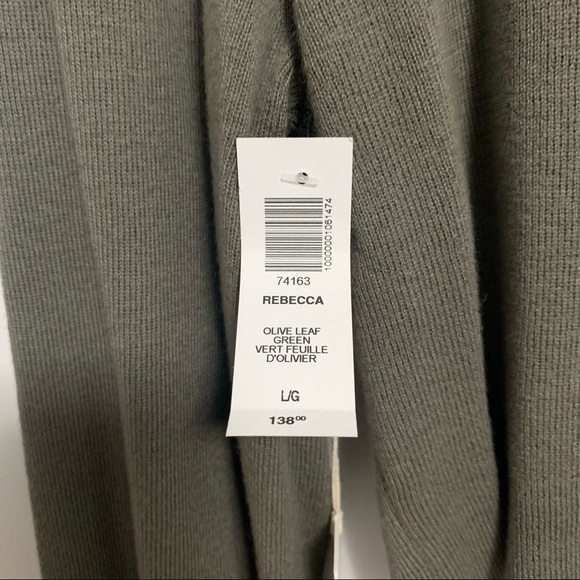 10000001061474
74163
REBECCA
OLIVE LEAF
GREEN
VERT FEUILLE
D'OLIVIER
L/G
138⁰⁰